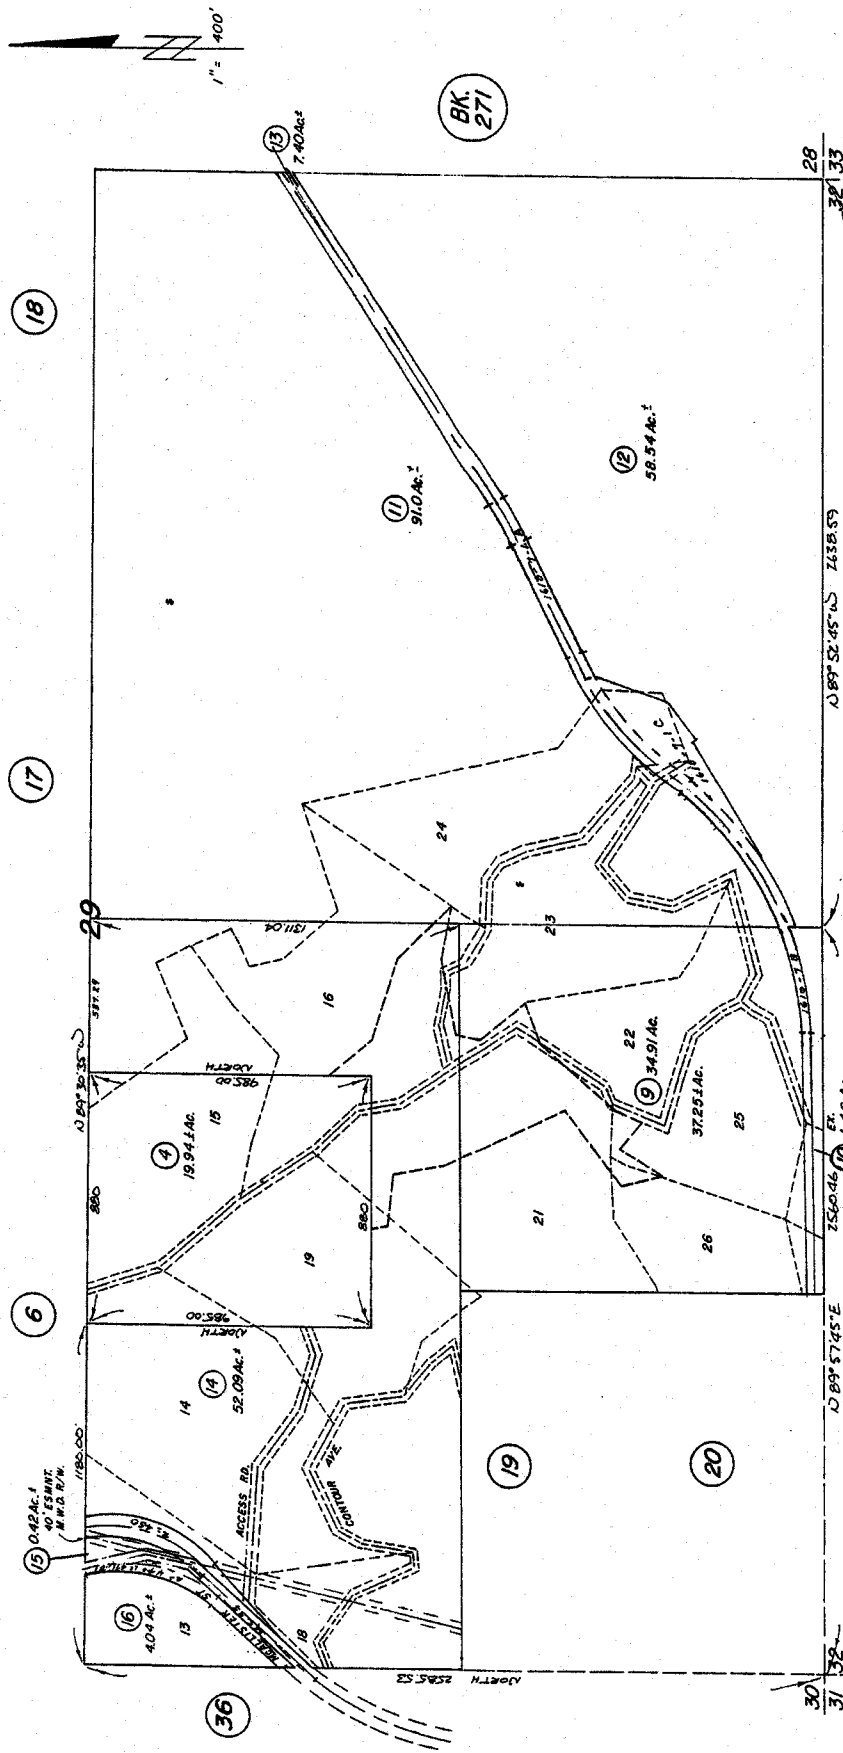 1" = 400'
BK.
271
13
7.40 Ac.±
18
28
33
32
11
91.0 Ac.±
12
58.54 Ac.±
N 89° 52' 45" W 2638.59
17
24
29
1311.04
16
N 89° 30' 35" W
NORTH
985.00
4
19.94± Ac.
15
880
880
19
NORTH
985.00
23
22
9 34.91 Ac.
37.25± Ac.
25
21
26
EX.
2560.46
N 89° 57' 45" E
6
14
14
52.09 Ac.±
1180.00'
15 0.42 Ac.±
40' ESMNT.
M.W.D. R/W.
ACCESS RD.
CONTOUR AVE.
16
4.04 Ac.±
13
McALLISTER ST.
18
19
20
NORTH 2585.53
36
30
31
32